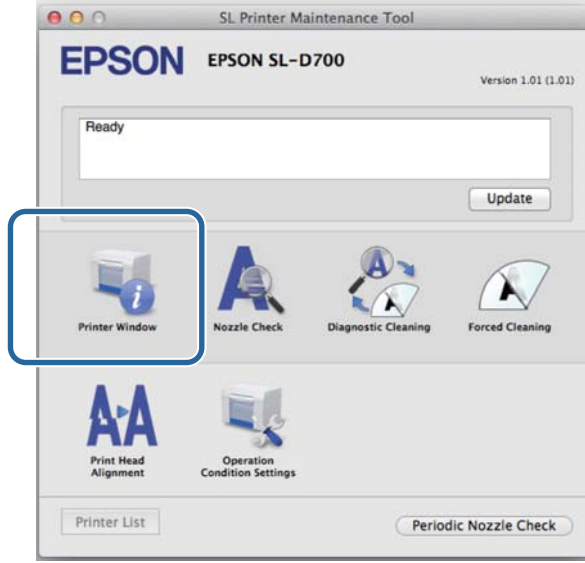 SL Printer Maintenance Tool
EPSON EPSON SL-D700
Version 1.01 (1.01)
Ready
Update
Printer Window Nozzle Check Diagnostic Cleaning Forced Cleaning
Print Head Operation
Alignment Condition Settings
Printer List Periodic Nozzle Check